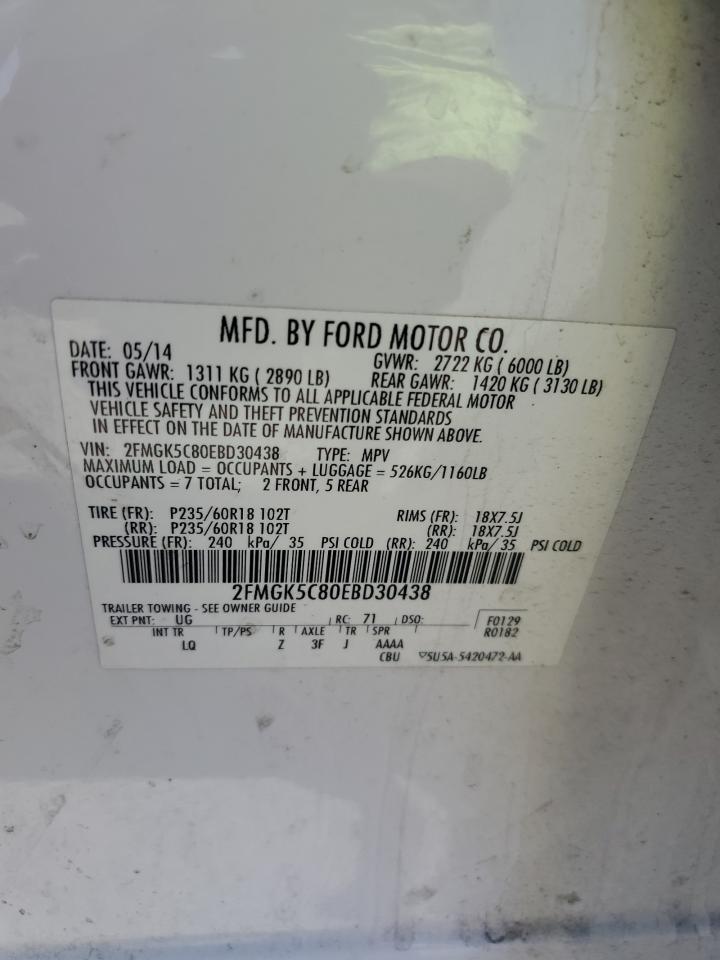 MFD. BY FORD MOTOR CO.
DATE: 05/14 GVWR: 2722 KG ( 6000 LB)
FRONT GAWR: 1311 KG ( 2890 LB) REAR GAWR: 1420 KG ( 3130 LB)
THIS VEHICLE CONFORMS TO ALL APPLICABLE FEDERAL MOTOR
VEHICLE SAFETY AND THEFT PREVENTION STANDARDS
IN EFFECT ON THE DATE OF MANUFACTURE SHOWN ABOVE.
VIN: 2FMGK5C80EBD30438 TYPE: MPV
MAXIMUM LOAD = OCCUPANTS + LUGGAGE = 526KG/1160LB
OCCUPANTS = 7 TOTAL; 2 FRONT, 5 REAR
TIRE (FR): P235/60R18 102T RIMS (FR): 18X7.5J
(RR): P235/60R18 102T (RR): 18X7.5J
PRESSURE (FR): 240 kPa/ 35 PSI COLD (RR): 240 kPa/ 35 PSI COLD
2FMGK5C80EBD30438
TRAILER TOWING - SEE OWNER GUIDE
EXT PNT: UG RC: 71 DSO: F0129
INT TR TP/PS R AXLE TR SPR R0182
LQ Z 3F J AAAA
CBU 5U5A-5420472-AA